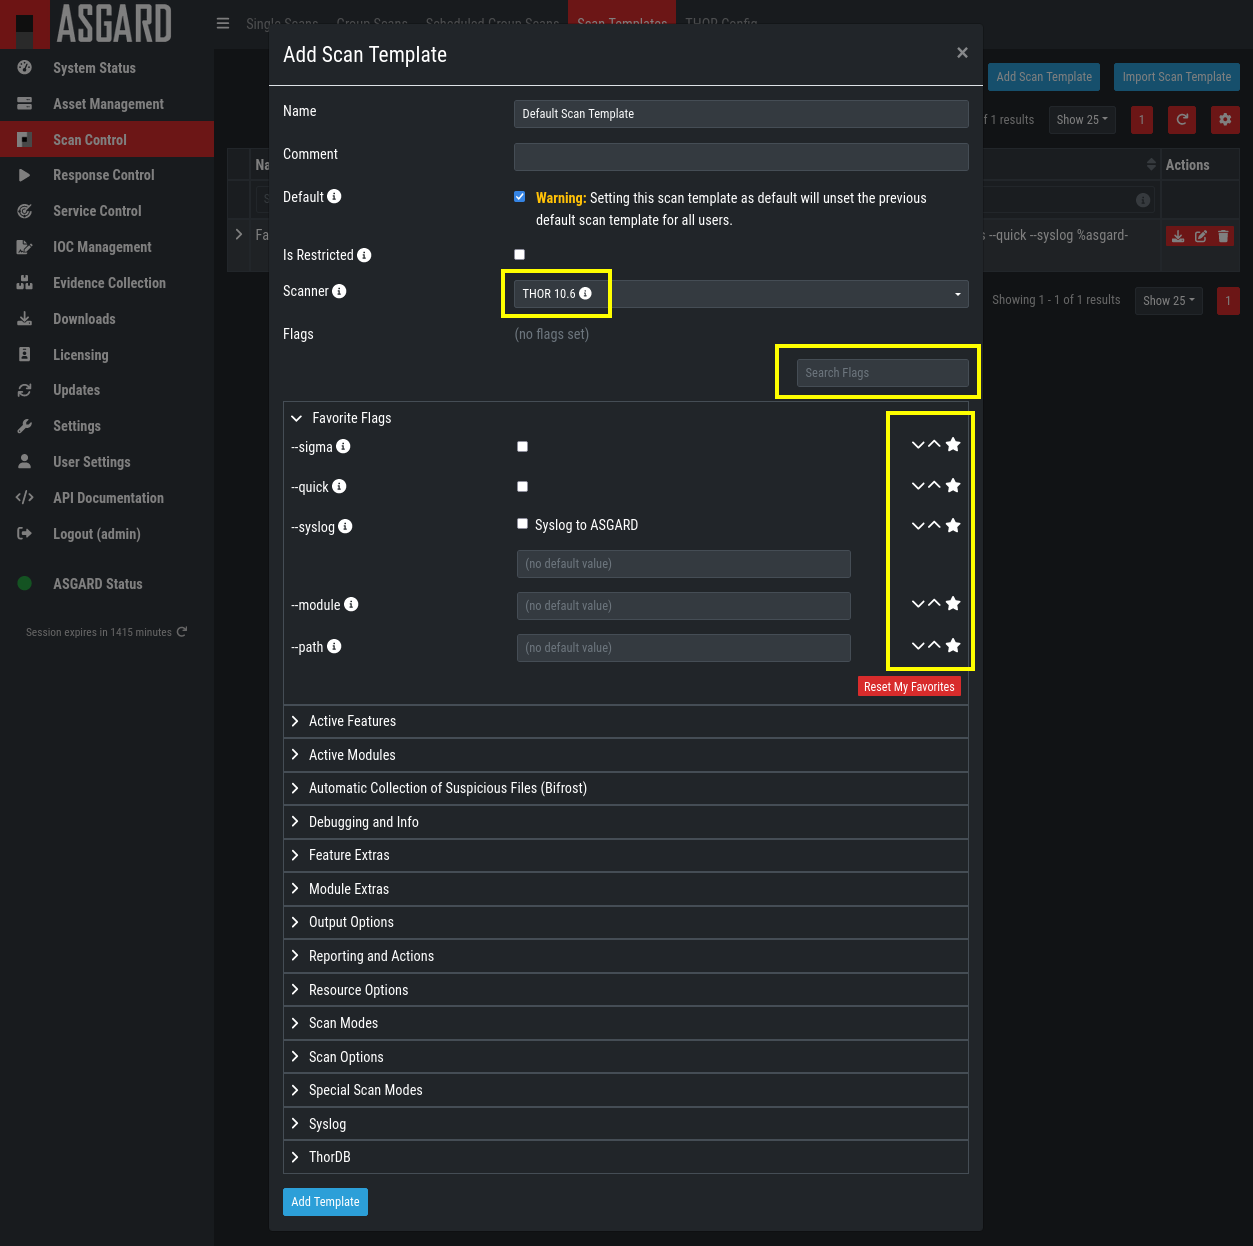 ASGARD
Single Scans Group Scans Scheduled Group Scans Scan Templates THOR Config
System Status
Asset Management
Scan Control
Response Control
Service Control
IOC Management
Evidence Collection
Downloads
Licensing
Updates
Settings
User Settings
API Documentation
Logout (admin)
ASGARD Status
Session expires in 1415 minutes
Add Scan Template Import Scan Template
f 1 results Show 25 1
Na Actions
S
Fa s --quick --syslog %asgard-
Showing 1 - 1 of 1 results Show 25 1
Add Scan Template ×
Name Default Scan Template
Comment
Default Warning: Setting this scan template as default will unset the previous
default scan template for all users.
Is Restricted
Scanner THOR 10.6
Flags (no flags set)
Search Flags
Favorite Flags
--sigma
--quick
--syslog Syslog to ASGARD
(no default value)
--module (no default value)
--path (no default value)
Reset My Favorites
Active Features
Active Modules
Automatic Collection of Suspicious Files (Bifrost)
Debugging and Info
Feature Extras
Module Extras
Output Options
Reporting and Actions
Resource Options
Scan Modes
Scan Options
Special Scan Modes
Syslog
ThorDB
Add Template